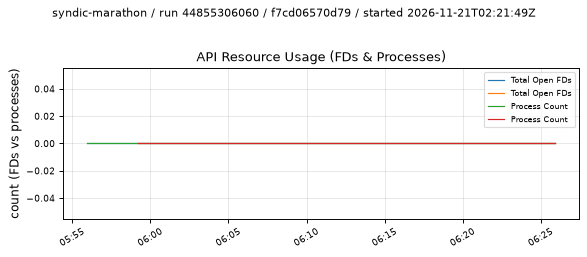 syndic-marathon / run 44855306060 / f7cd06570d79 / started 2026-11-21T02:21:49Z
API Resource Usage (FDs & Processes)
count (FDs vs processes)
0.04
0.02
0.00
−0.02
−0.04
Total Open FDs
Total Open FDs
Process Count
Process Count
05:55
06:00
06:05
06:10
06:15
06:20
06:25